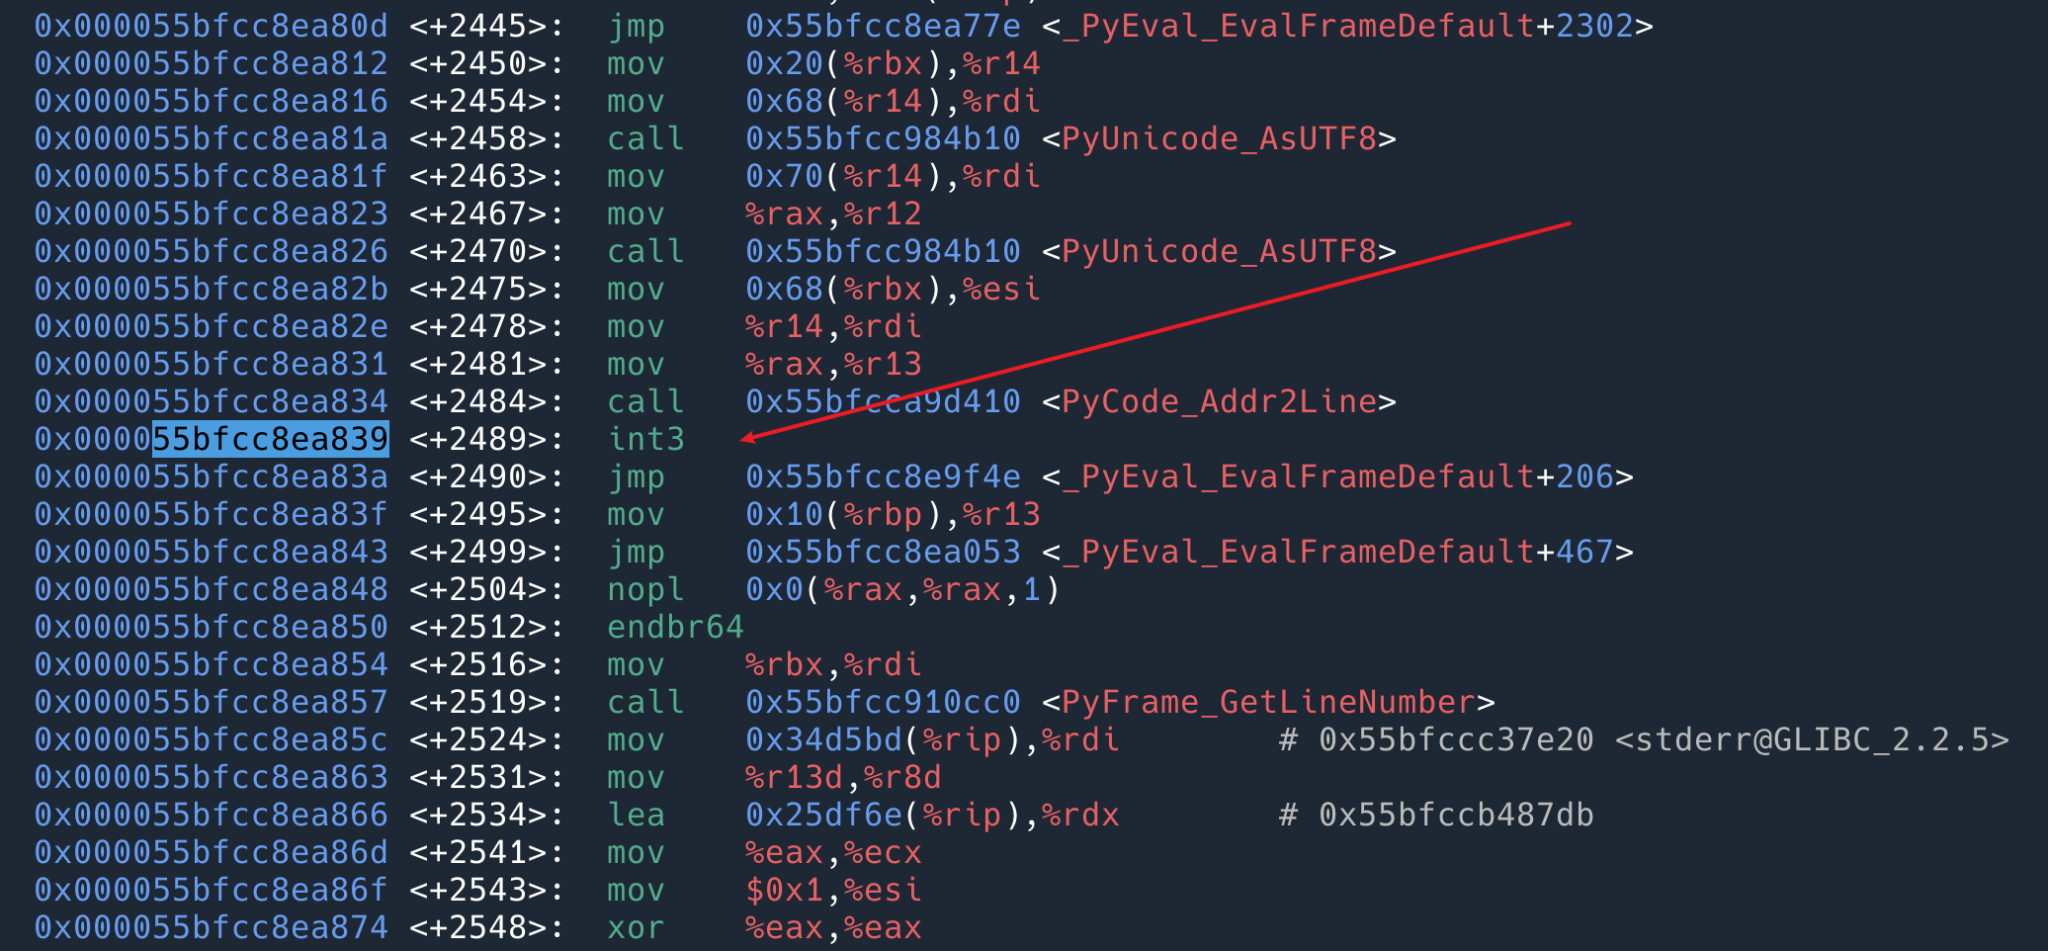 0x000055bfcc8ea80d <+2445>: jmp 0x55bfcc8ea77e <_PyEval_EvalFrameDefault+2302>
0x000055bfcc8ea812 <+2450>: mov 0x20(%rbx),%r14
0x000055bfcc8ea816 <+2454>: mov 0x68(%r14),%rdi
0x000055bfcc8ea81a <+2458>: call 0x55bfcc984b10 <PyUnicode_AsUTF8>
0x000055bfcc8ea81f <+2463>: mov 0x70(%r14),%rdi
0x000055bfcc8ea823 <+2467>: mov %rax,%r12
0x000055bfcc8ea826 <+2470>: call 0x55bfcc984b10 <PyUnicode_AsUTF8>
0x000055bfcc8ea82b <+2475>: mov 0x68(%rbx),%esi
0x000055bfcc8ea82e <+2478>: mov %r14,%rdi
0x000055bfcc8ea831 <+2481>: mov %rax,%r13
0x000055bfcc8ea834 <+2484>: call 0x55bfcca9d410 <PyCode_Addr2Line>
0x000055bfcc8ea839 <+2489>: int3
0x000055bfcc8ea83a <+2490>: jmp 0x55bfcc8e9f4e <_PyEval_EvalFrameDefault+206>
0x000055bfcc8ea83f <+2495>: mov 0x10(%rbp),%r13
0x000055bfcc8ea843 <+2499>: jmp 0x55bfcc8ea053 <_PyEval_EvalFrameDefault+467>
0x000055bfcc8ea848 <+2504>: nopl 0x0(%rax,%rax,1)
0x000055bfcc8ea850 <+2512>: endbr64
0x000055bfcc8ea854 <+2516>: mov %rbx,%rdi
0x000055bfcc8ea857 <+2519>: call 0x55bfcc910cc0 <PyFrame_GetLineNumber>
0x000055bfcc8ea85c <+2524>: mov 0x34d5bd(%rip),%rdi # 0x55bfccc37e20 <stderr@GLIBC_2.2.5>
0x000055bfcc8ea863 <+2531>: mov %r13d,%r8d
0x000055bfcc8ea866 <+2534>: lea 0x25df6e(%rip),%rdx # 0x55bfccb487db
0x000055bfcc8ea86d <+2541>: mov %eax,%ecx
0x000055bfcc8ea86f <+2543>: mov $0x1,%esi
0x000055bfcc8ea874 <+2548>: xor %eax,%eax